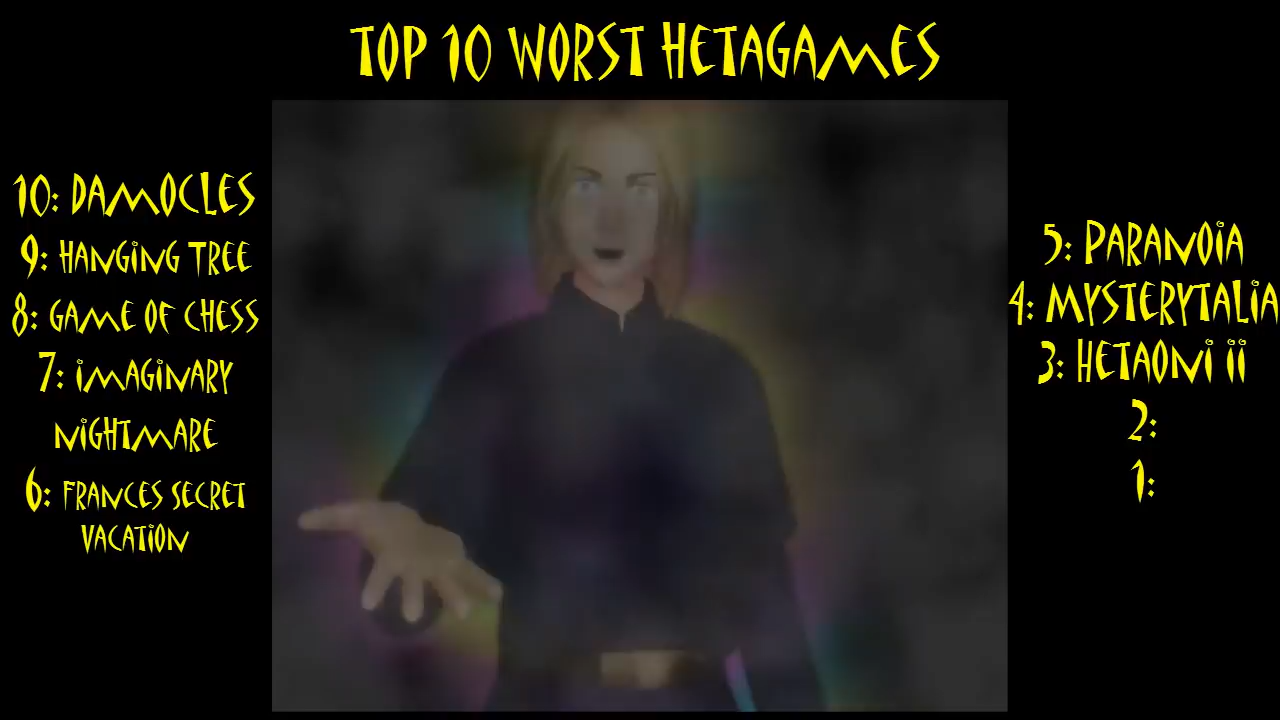 TOP 10 WORST HETAGAMES
10: DAMOCLES
9: HANGING TREE
8: GAME OF CHESS
7: IMAGINARY
NIGHTMARE
6: FRANCES SECRET
VACATION
5: PARANOIA
4: MYSTERYTALIA
3: HETAONI II
2:
1: